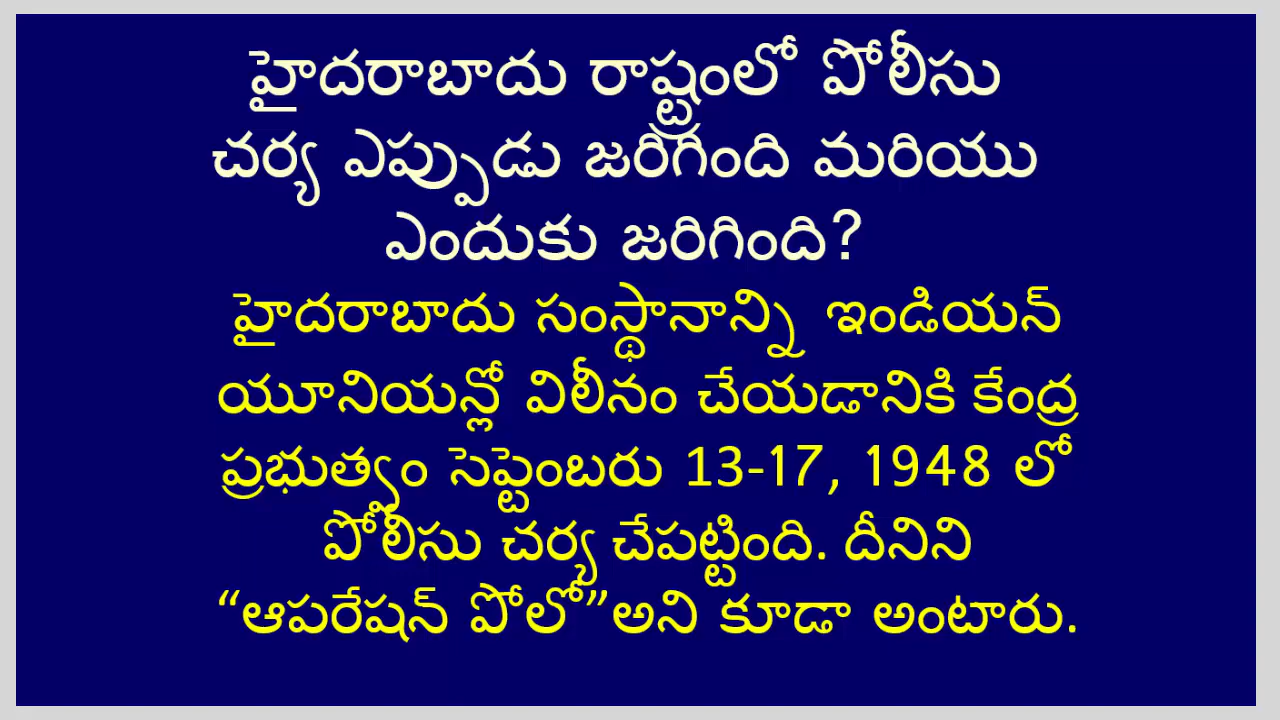 హైదరాబాదు రాష్ట్రంలో పోలీసు
చర్య ఎప్పుడు జరిగింది మరియు
ఎందుకు జరిగింది?
హైదరాబాదు సంస్థానాన్ని ఇండియన్
యూనియన్లో విలీనం చేయడానికి కేంద్ర
ప్రభుత్వం సెప్టెంబరు 13-17, 1948 లో
పోలీసు చర్య చేపట్టింది. దీనిని
“ఆపరేషన్ పోలో”అని కూడా అంటారు.